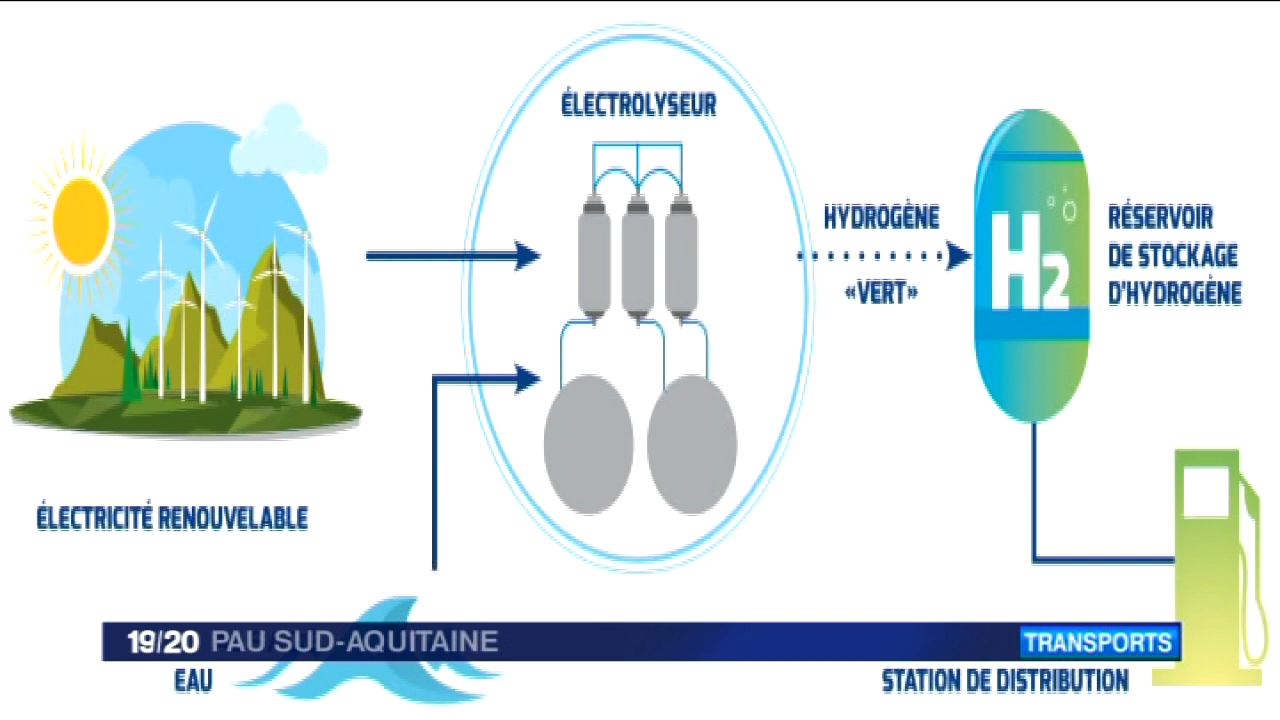 ÉLECTROLYSEUR
HYDROGÈNE
«VERT»
H2
RÉSERVOIR
DE STOCKAGE
D'HYDROGÈNE
ÉLECTRICITÉ RENOUVELABLE
19/20 PAU SUD-AQUITAINE
TRANSPORTS
EAU
STATION DE DISTRIBUTION